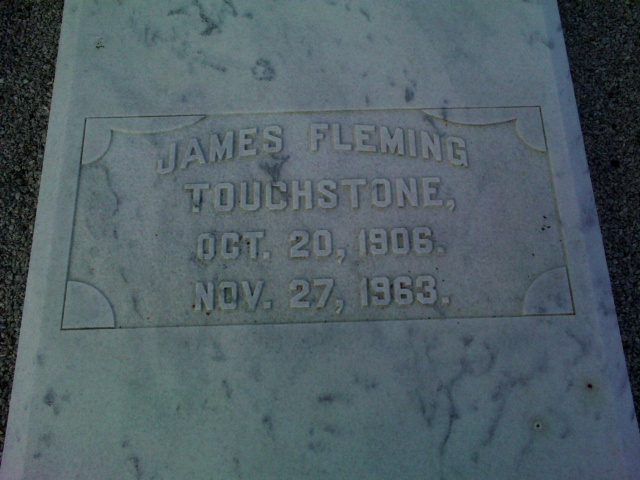 JAMES FLEMING
TOUCHSTONE,
OCT. 20, 1906.
NOV. 27, 1963.